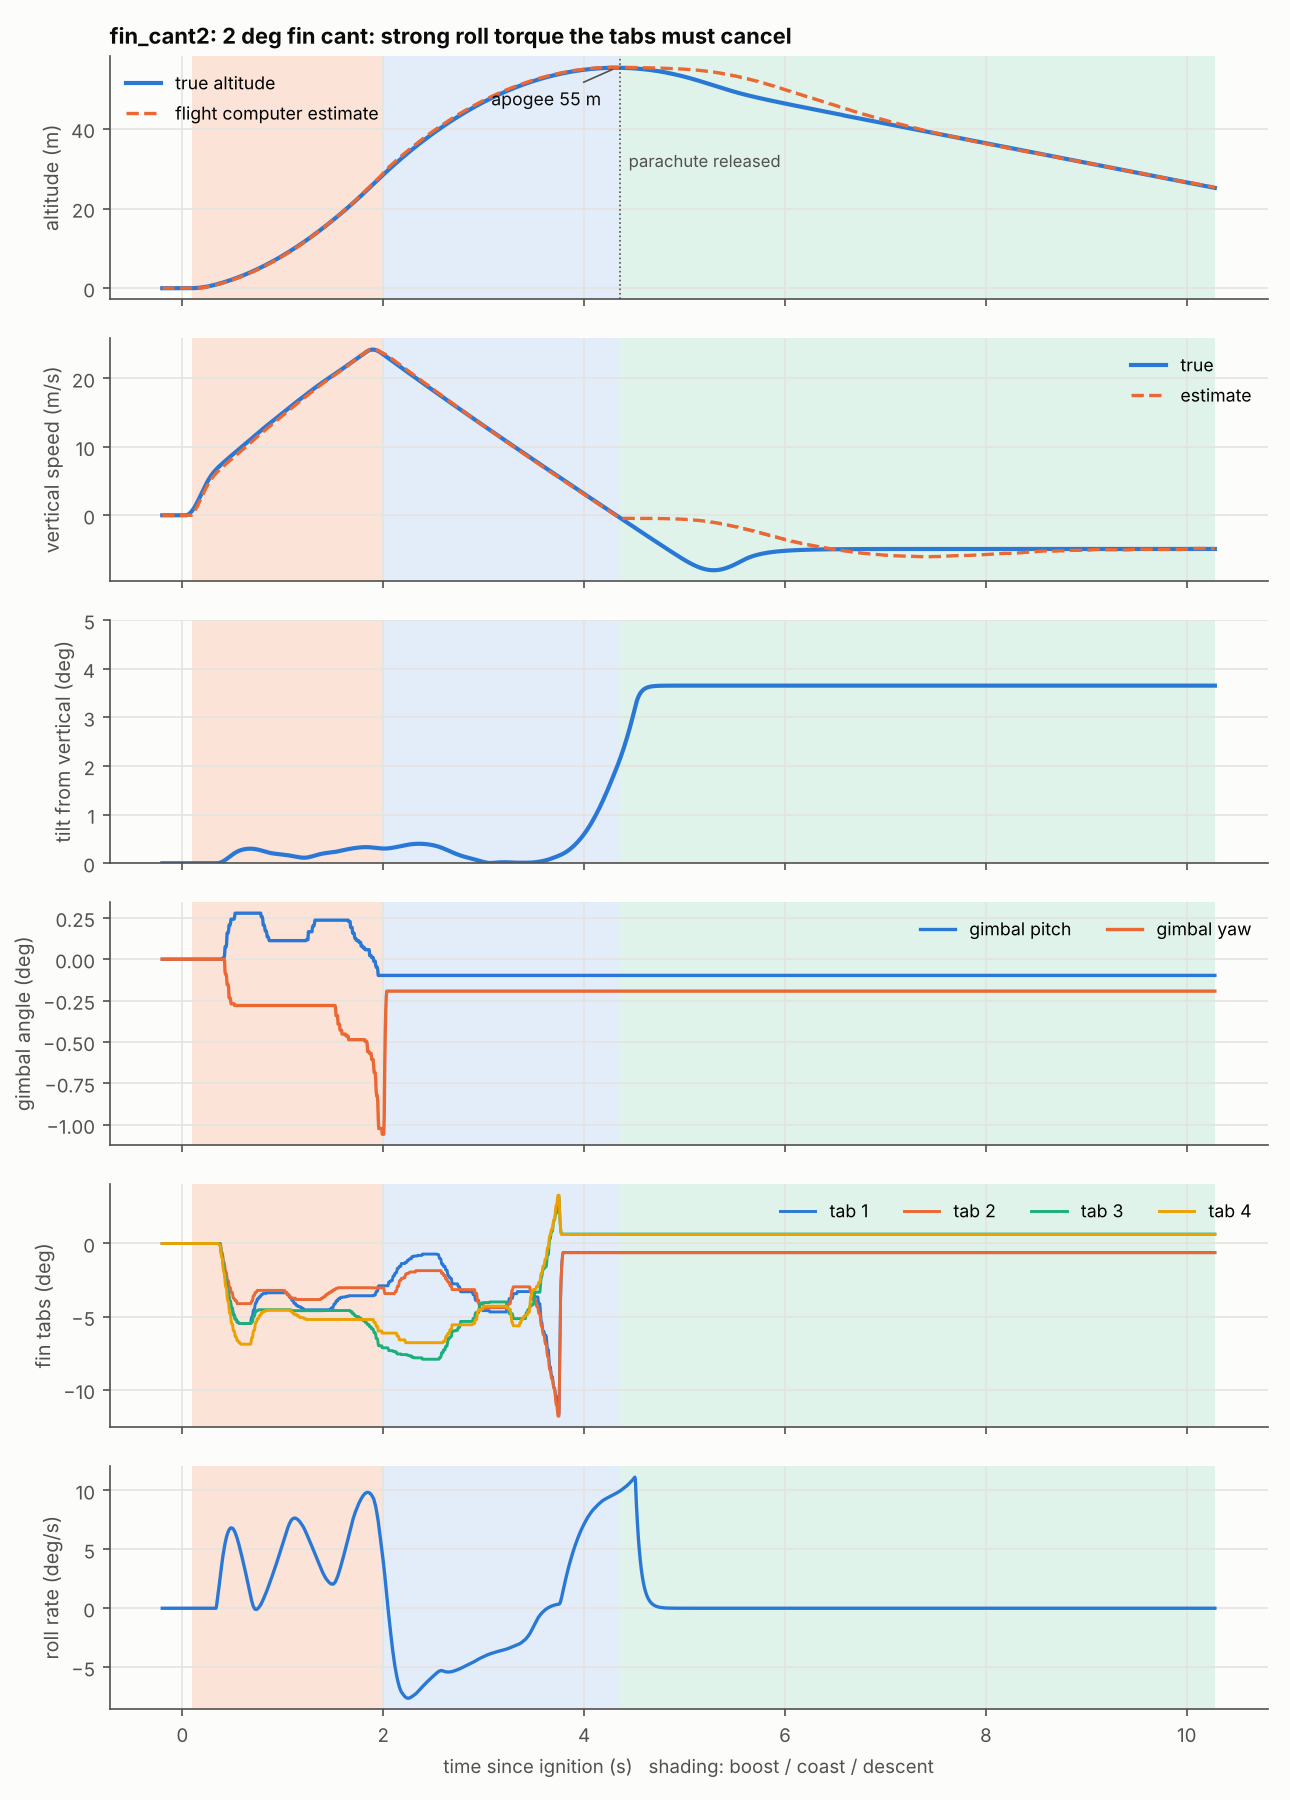 fin_cant2: 2 deg fin cant: strong roll torque the tabs must cancel
true altitude
flight computer estimate
apogee 55 m
parachute released
altitude (m)
40
20
0
true
estimate
vertical speed (m/s)
20
10
0
tilt from vertical (deg)
5
4
3
2
1
0
gimbal pitch
gimbal yaw
gimbal angle (deg)
0.25
0.00
−0.25
−0.50
−0.75
−1.00
tab 1
tab 2
tab 3
tab 4
fin tabs (deg)
0
−5
−10
roll rate (deg/s)
10
5
0
−5
0 2 4 6 8 10
time since ignition (s) shading: boost / coast / descent